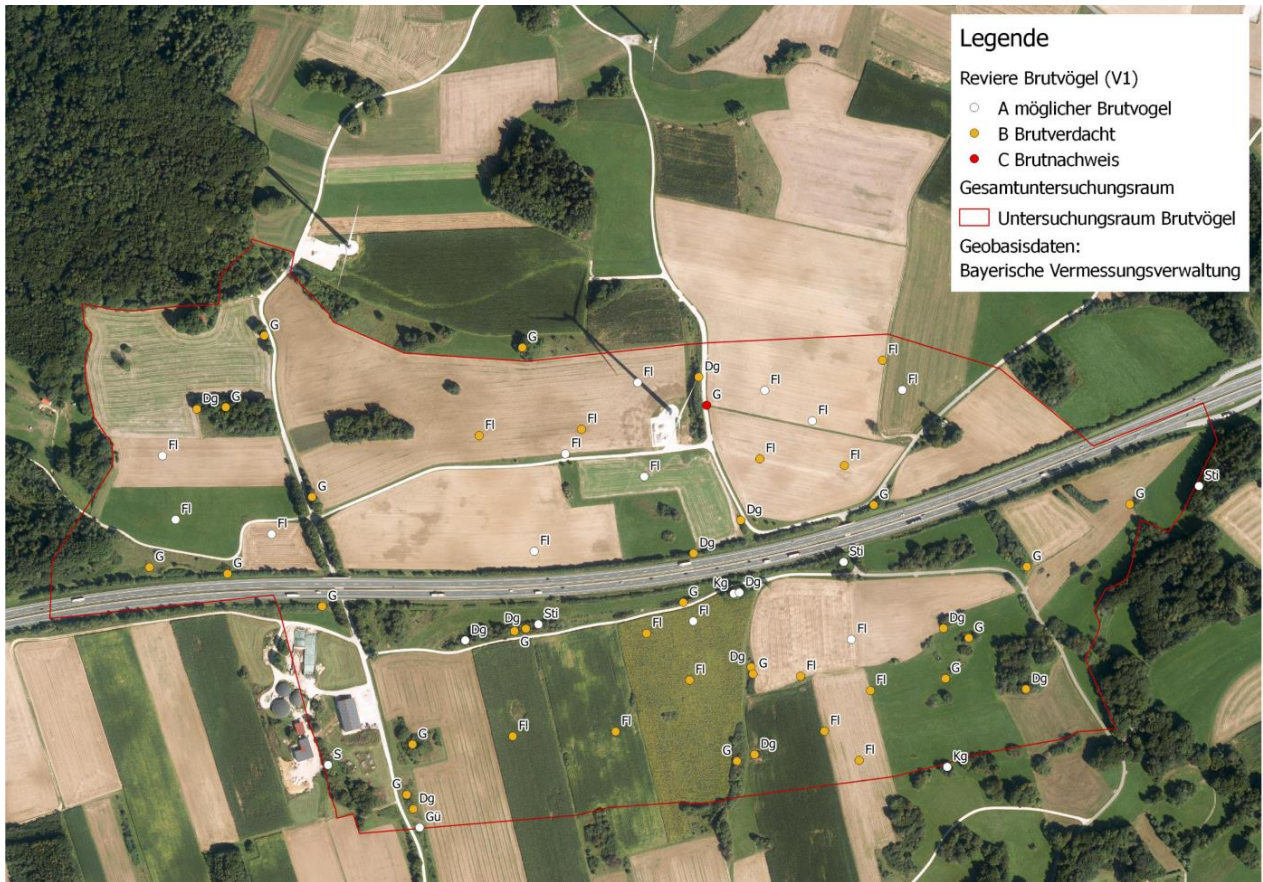 Legende
Reviere Brutvögel (V1)
A möglicher Brutvogel
B Brutverdacht
C Brutnachweis
Gesamtuntersuchungsraum
Untersuchungsraum Brutvögel
Geobasisdaten:
Bayerische Vermessungsverwaltung
G
G
Fl
Dg
Fl
Fl
Dg G
G
Fl
Fl
Fl
Fl
Fl
Fl
Fl
Fl
Sti
G
G
G
Fl
Fl
Dg
Fl
Dg
Sti
G
G
G
Kg Dg
G
Dg
Dg
Sti
G
Fl
Fl
Fl
Dg
G
Dg
G
Fl
Fl
G
Fl
Dg
Fl
Fl
Fl
G
G
Dg
Fl
S
Kg
G
Dg
Gü